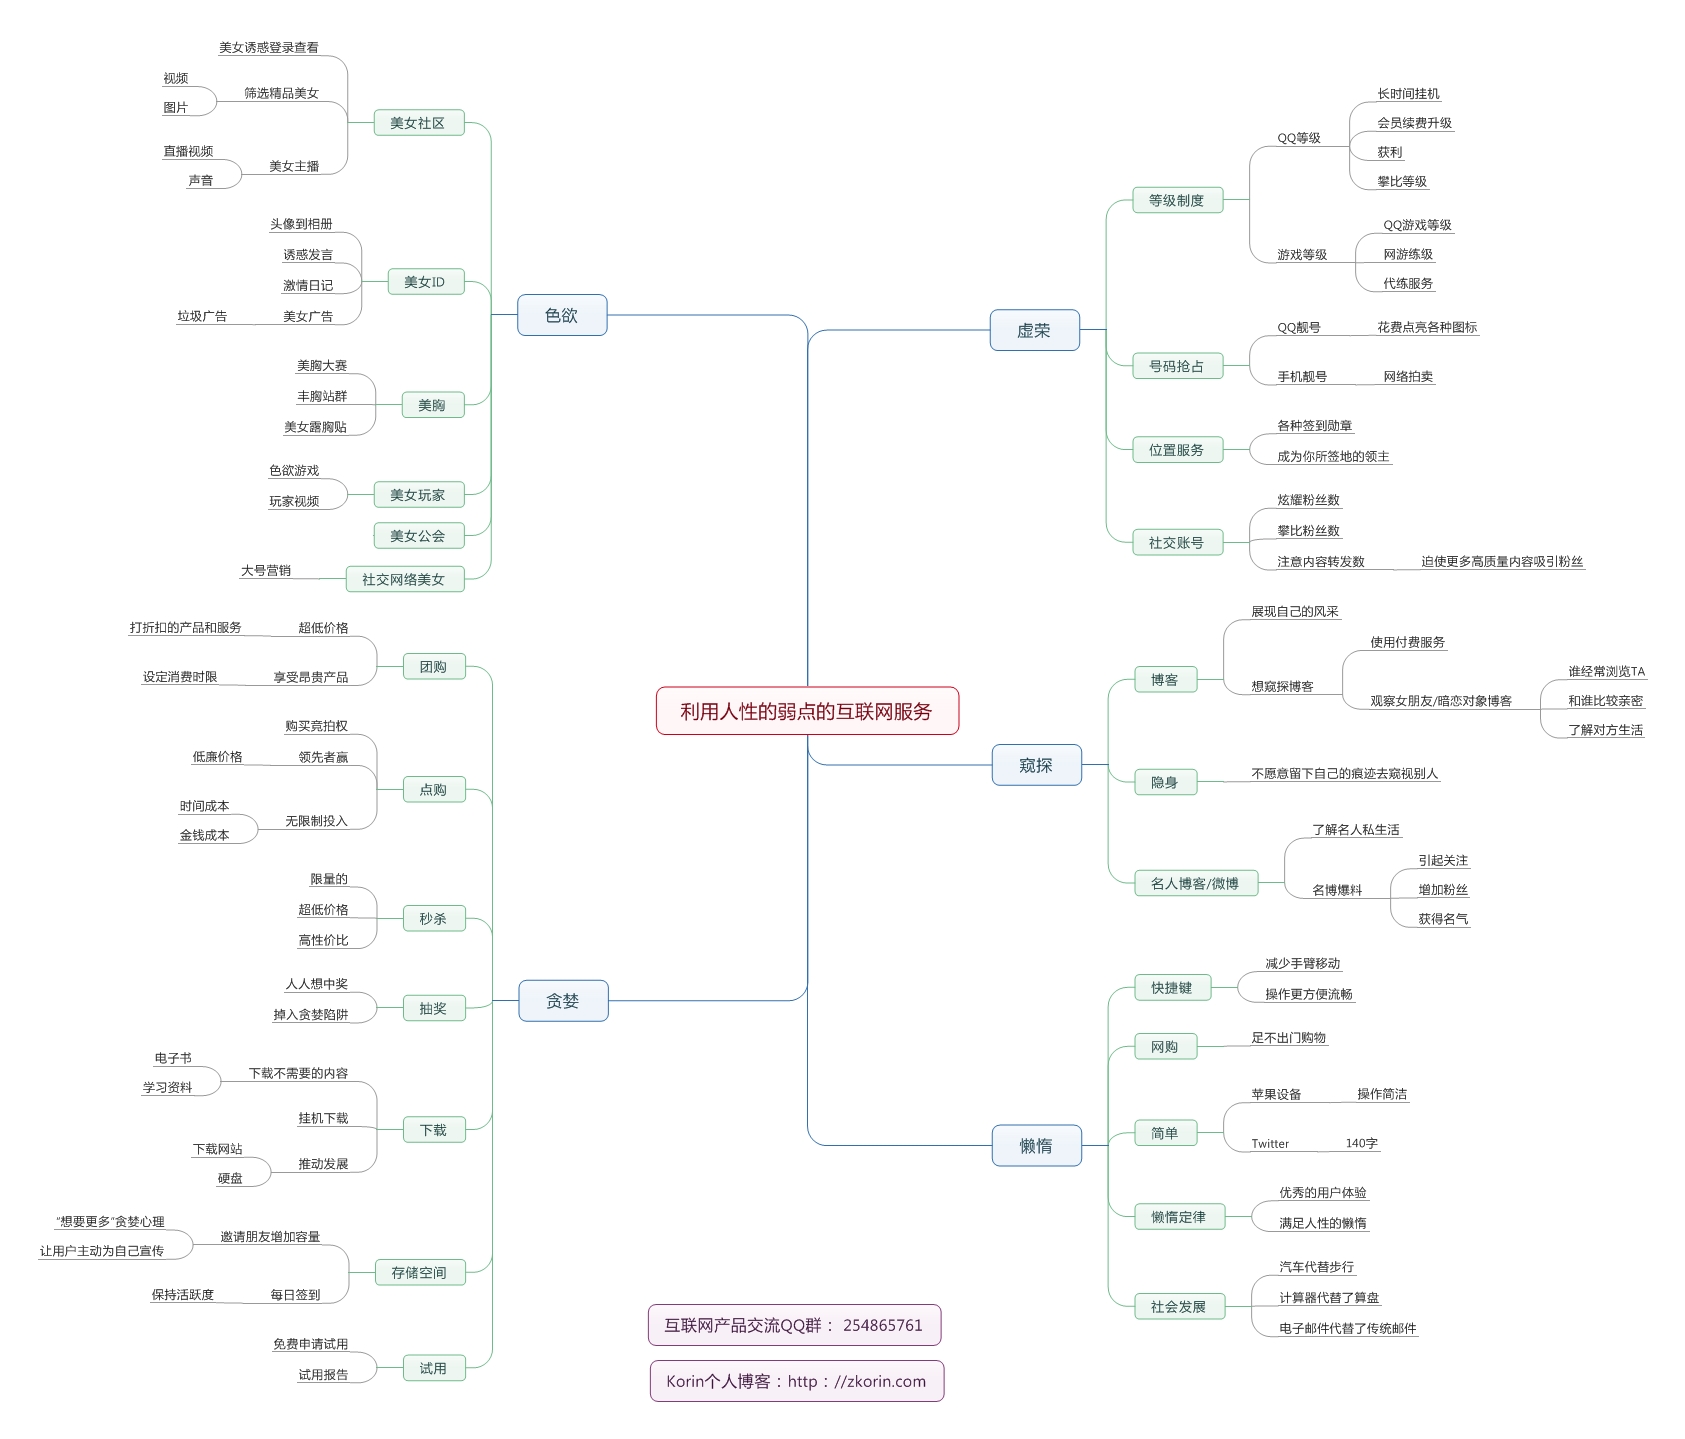 利用人性的弱点的互联网服务
色欲
美女社区
美女诱惑登录查看
筛选精品美女
视频
图片
美女主播
直播视频
声音
美女ID
头像到相册
诱惑发言
激情日记
美女广告
垃圾广告
美胸
美胸大赛
丰胸站群
美女露胸贴
美女玩家
色欲游戏
玩家视频
美女公会
社交网络美女
大号营销
贪婪
团购
超低价格
打折扣的产品和服务
享受昂贵产品
设定消费时限
点购
购买竞拍权
领先者赢
低廉价格
无限制投入
时间成本
金钱成本
秒杀
限量的
超低价格
高性价比
抽奖
人人想中奖
掉入贪婪陷阱
下载
下载不需要的内容
电子书
学习资料
挂机下载
推动发展
下载网站
硬盘
存储空间
邀请朋友增加容量
“想要更多”贪婪心理
让用户主动为自己宣传
每日签到
保持活跃度
试用
免费申请试用
试用报告
虚荣
等级制度
QQ等级
长时间挂机
会员续费升级
获利
攀比等级
游戏等级
QQ游戏等级
网游练级
代练服务
号码抢占
QQ靓号
花费点亮各种图标
手机靓号
网络拍卖
位置服务
各种签到勋章
成为你所签地的领主
社交账号
炫耀粉丝数
攀比粉丝数
注意内容转发数
迫使更多高质量内容吸引粉丝
窥探
博客
展现自己的风采
想窥探博客
使用付费服务
观察女朋友/暗恋对象博客
谁经常浏览TA
和谁比较亲密
了解对方生活
隐身
不愿意留下自己的痕迹去窥视别人
名人博客/微博
了解名人私生活
名博爆料
引起关注
增加粉丝
获得名气
懒惰
快捷键
减少手臂移动
操作更方便流畅
网购
足不出门购物
简单
苹果设备
操作简洁
Twitter
140字
懒惰定律
优秀的用户体验
满足人性的懒惰
社会发展
汽车代替步行
计算器代替了算盘
电子邮件代替了传统邮件
互联网产品交流QQ群： 254865761
Korin个人博客：http：//zkorin.com